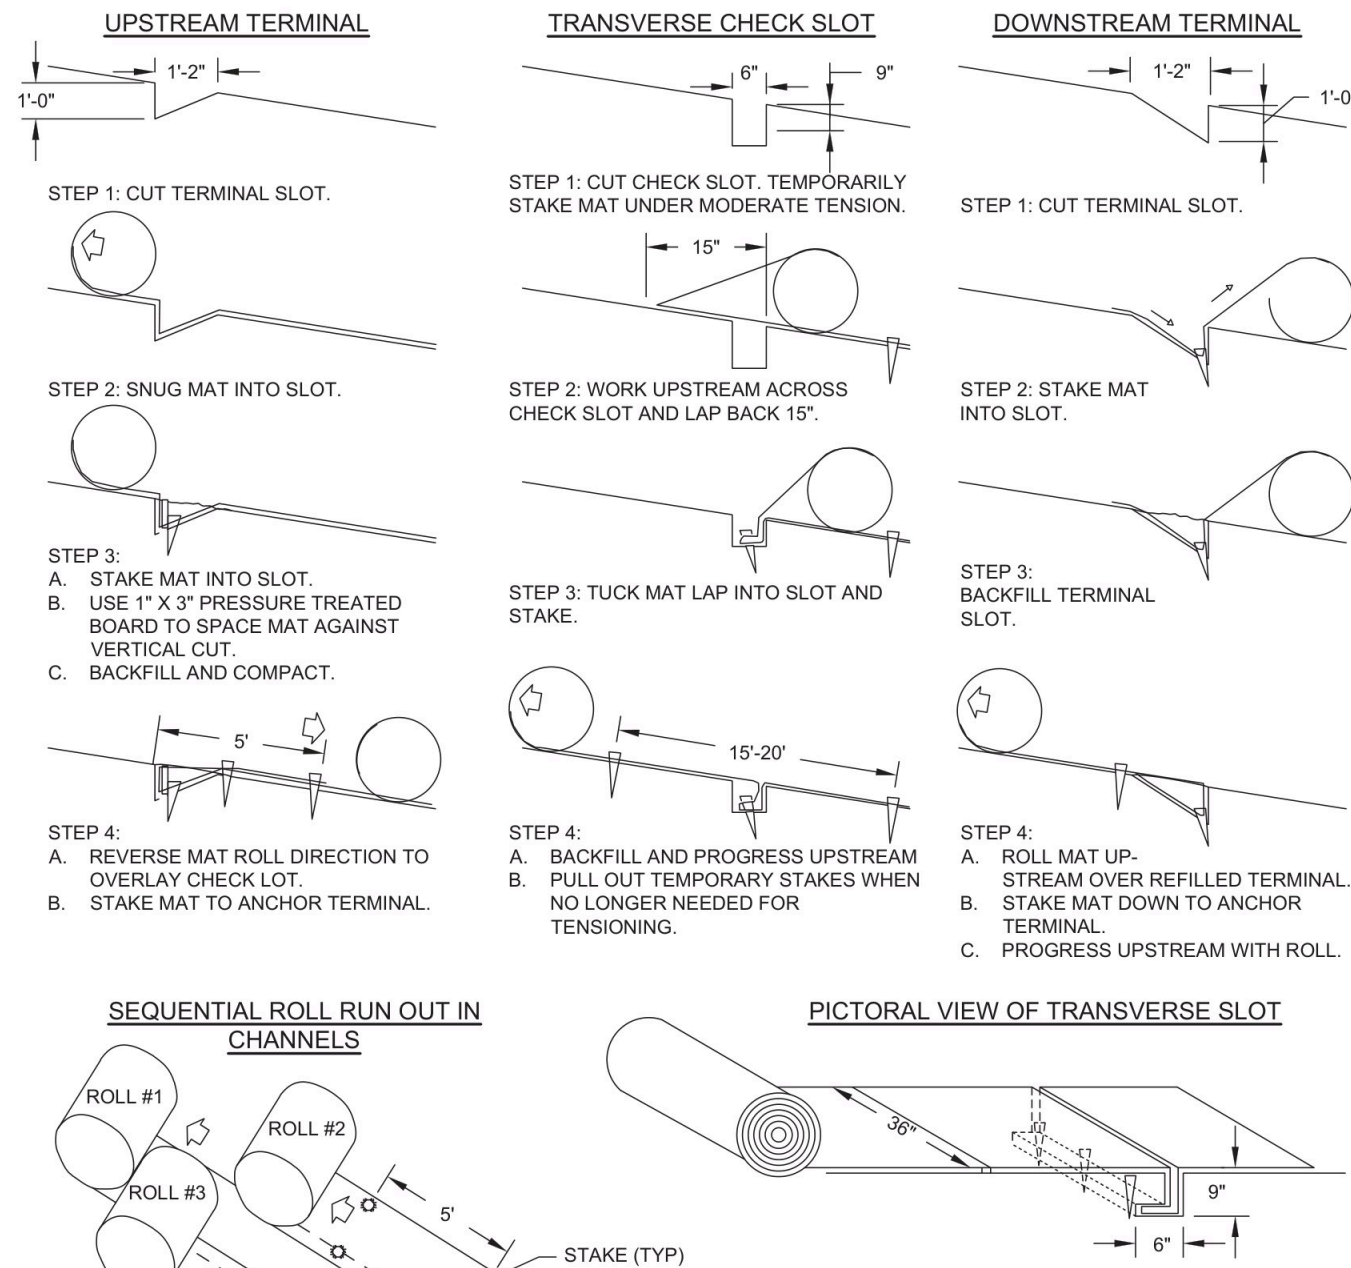 UPSTREAM TERMINAL
1'-2"
1'-0"
STEP 1: CUT TERMINAL SLOT.
STEP 2: SNUG MAT INTO SLOT.
STEP 3:
A. STAKE MAT INTO SLOT.
B. USE 1" X 3" PRESSURE TREATED
BOARD TO SPACE MAT AGAINST
VERTICAL CUT.
C. BACKFILL AND COMPACT.
5'
STEP 4:
A. REVERSE MAT ROLL DIRECTION TO
OVERLAY CHECK LOT.
B. STAKE MAT TO ANCHOR TERMINAL.
TRANSVERSE CHECK SLOT
6"
9"
STEP 1: CUT CHECK SLOT. TEMPORARILY
STAKE MAT UNDER MODERATE TENSION.
15"
STEP 2: WORK UPSTREAM ACROSS
CHECK SLOT AND LAP BACK 15".
STEP 3: TUCK MAT LAP INTO SLOT AND
STAKE.
15'-20'
STEP 4:
A. BACKFILL AND PROGRESS UPSTREAM
B. PULL OUT TEMPORARY STAKES WHEN
NO LONGER NEEDED FOR
TENSIONING.
DOWNSTREAM TERMINAL
1'-2"
1'-0
STEP 1: CUT TERMINAL SLOT.
STEP 2: STAKE MAT
INTO SLOT.
STEP 3:
BACKFILL TERMINAL
SLOT.
STEP 4:
A. ROLL MAT UP-
STREAM OVER REFILLED TERMINAL.
B. STAKE MAT DOWN TO ANCHOR
TERMINAL.
C. PROGRESS UPSTREAM WITH ROLL.
SEQUENTIAL ROLL RUN OUT IN
CHANNELS
ROLL #1
ROLL #2
ROLL #3
5'
STAKE (TYP)
PICTORAL VIEW OF TRANSVERSE SLOT
36"
9"
6"